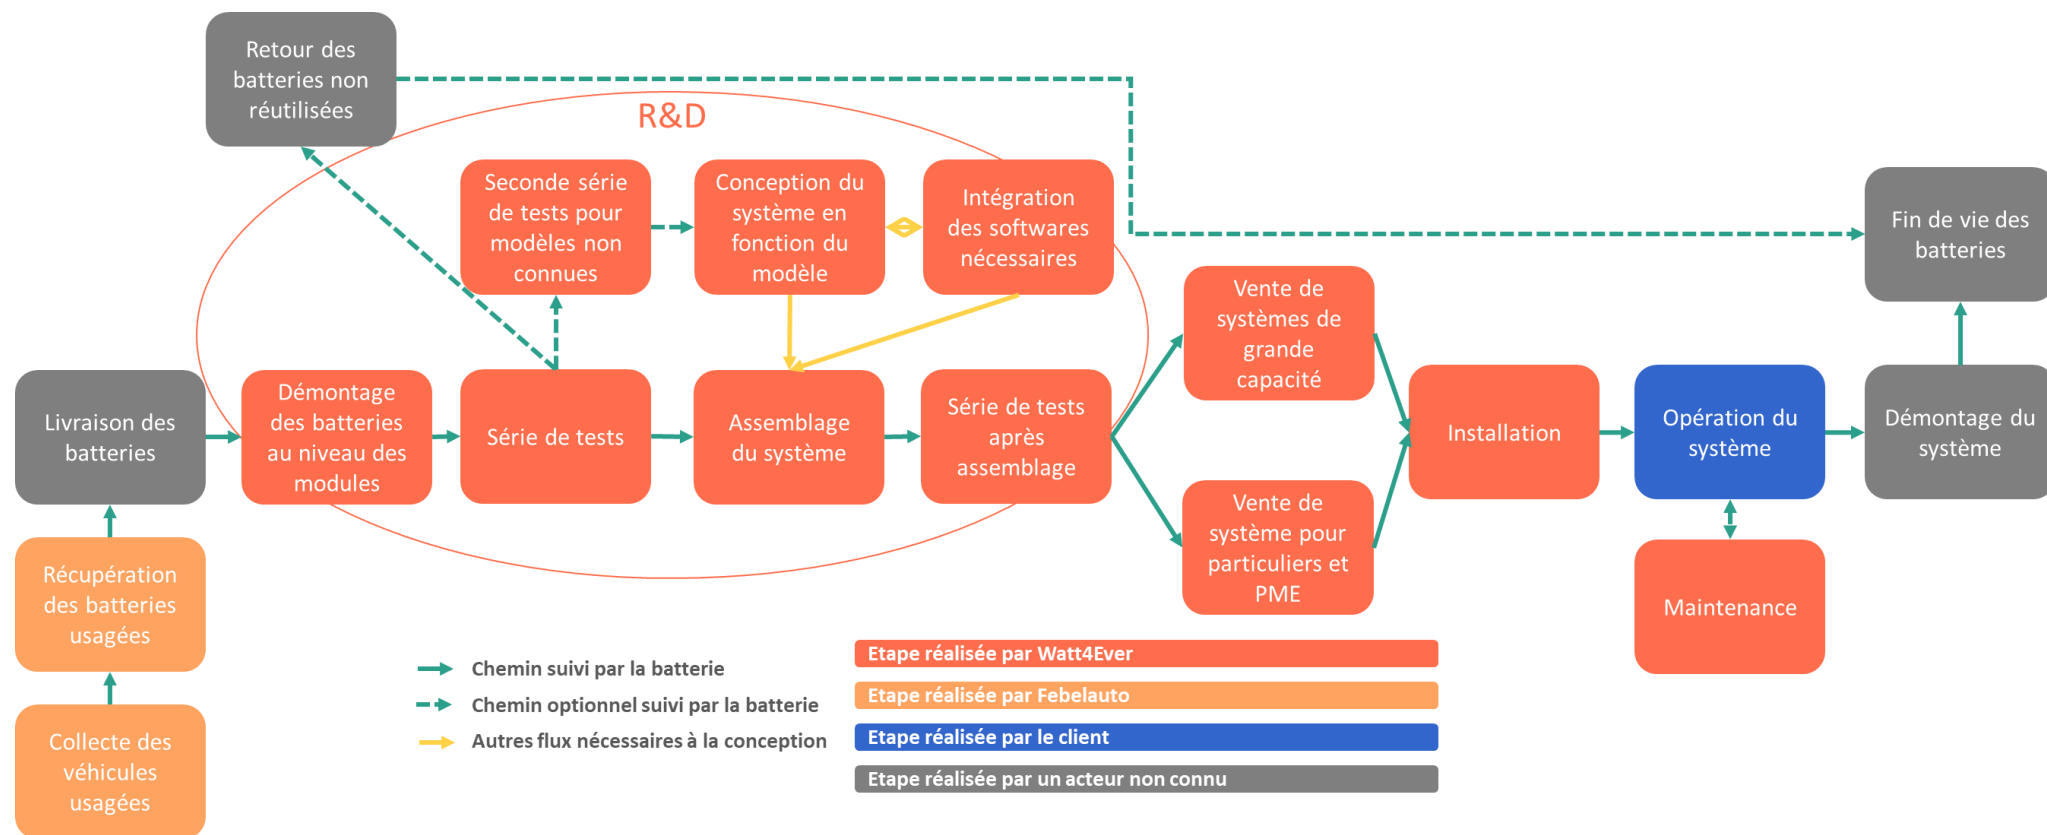 Retour des
batteries non
réutilisées
R&D
Seconde série
de tests pour
modèles non
connues
Conception du
système en
fonction du
modèle
Intégration
des softwares
nécessaires
Fin de vie des
batteries
Vente de
systèmes de
grande
capacité
Livraison des
batteries
Démontage
des batteries
au niveau des
modules
Série de tests
Assemblage
du système
Série de tests
après
assemblage
Installation
Opération du
système
Démontage du
système
Vente de
système pour
particuliers et
PME
Récupération
des batteries
usagées
Maintenance
Collecte des
véhicules
usagées
Chemin suivi par la batterie
Chemin optionnel suivi par la batterie
Autres flux nécessaires à la conception
Etape réalisée par Watt4Ever
Etape réalisée par Febelauto
Etape réalisée par le client
Etape réalisée par un acteur non connu